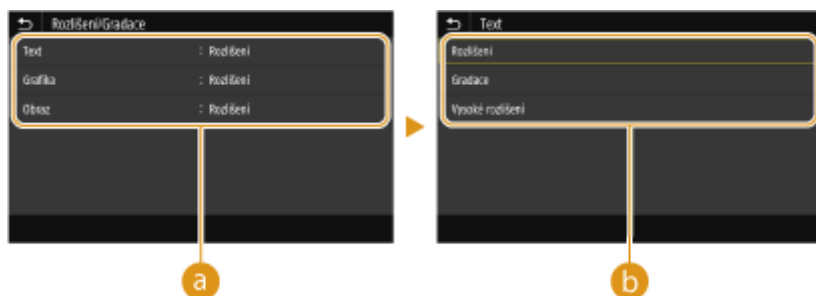 Rozlišení/Gradace
Text : Rozlišení
Grafika : Rozlišení
Obraz : Rozlišení
a
Text
Rozlišení
Gradace
Vysoké rozlišení
b